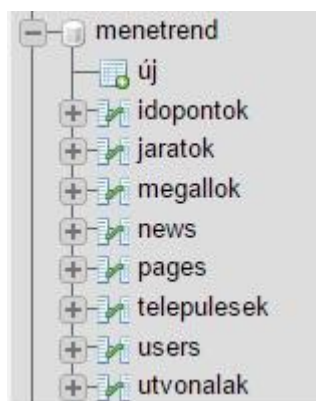 menetrend
új
idopontok
jaratok
megallok
news
pages
telepulesek
users
utvonalak